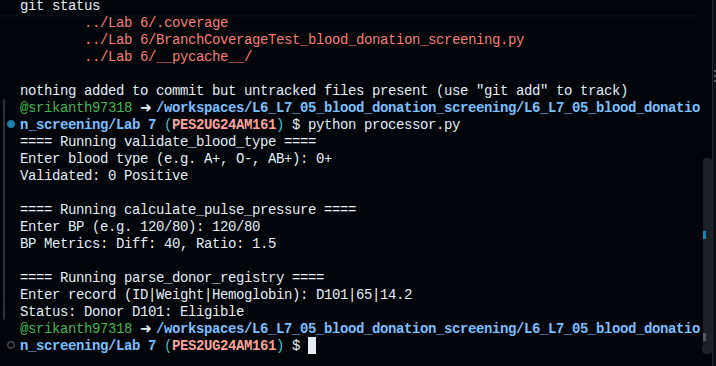 git status
../Lab 6/.coverage
../Lab 6/BranchCoverageTest_blood_donation_screening.py
../Lab 6/__pycache__/
nothing added to commit but untracked files present (use "git add" to track)
@srikanth97318 ➜ /workspaces/L6_L7_05_blood_donation_screening/L6_L7_05_blood_donatio
n_screening/Lab 7 (PES2UG24AM161) $ python processor.py
==== Running validate_blood_type ====
Enter blood type (e.g. A+, O-, AB+): 0+
Validated: 0 Positive
==== Running calculate_pulse_pressure ====
Enter BP (e.g. 120/80): 120/80
BP Metrics: Diff: 40, Ratio: 1.5
==== Running parse_donor_registry ====
Enter record (ID|Weight|Hemoglobin): D101|65|14.2
Status: Donor D101: Eligible
@srikanth97318 ➜ /workspaces/L6_L7_05_blood_donation_screening/L6_L7_05_blood_donatio
n_screening/Lab 7 (PES2UG24AM161) $